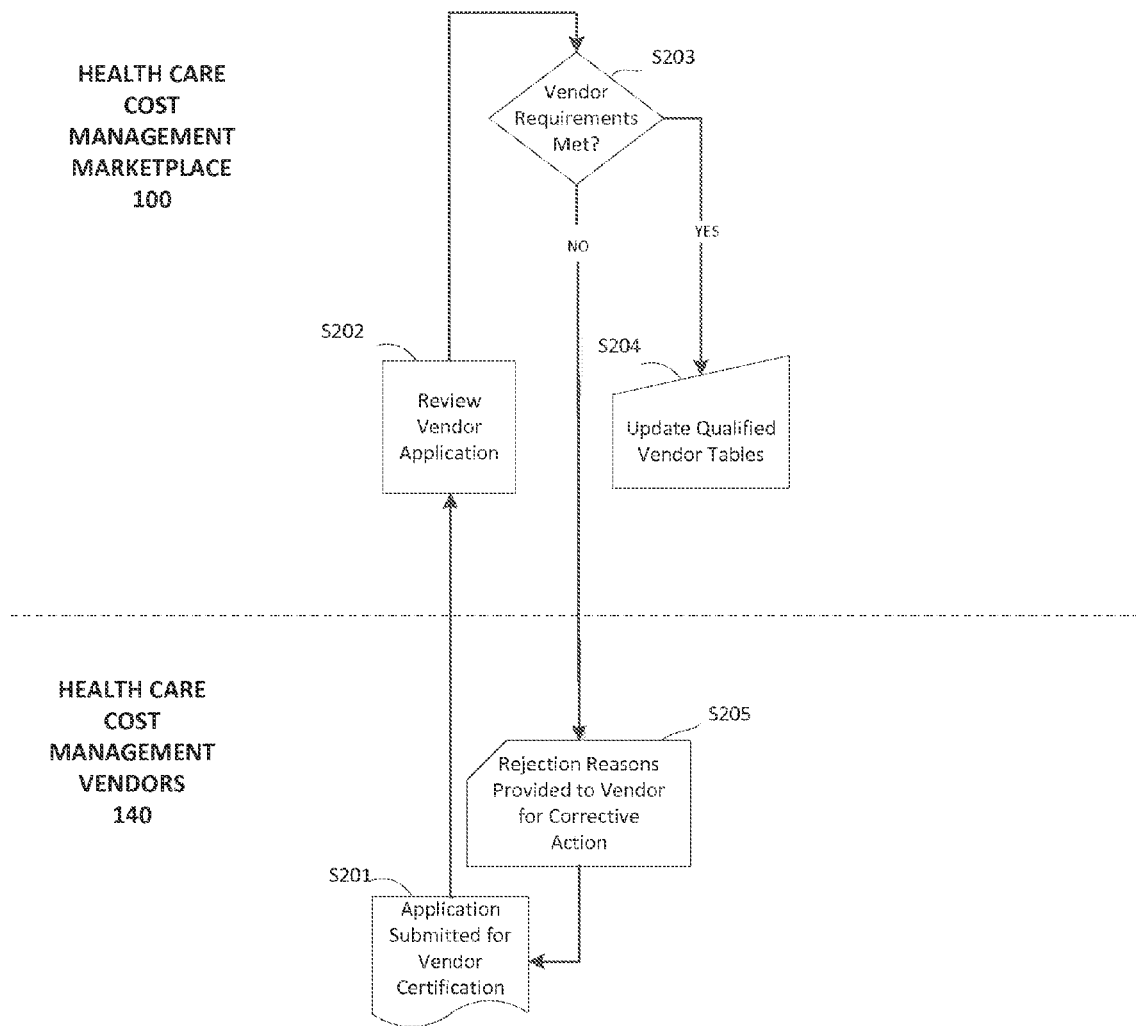 HEALTH CARE
COST
MANAGEMENT
MARKETPLACE
100
S203
Vendor
Requirements
Met?
NO
YES
S202
Review
Vendor
Application
S204
Update Qualified
Vendor Tables
HEALTH CARE
COST
MANAGEMENT
VENDORS
140
S205
Rejection Reasons
Provided to Vendor
for Corrective
Action
S201
Application
Submitted for
Vendor
Certification